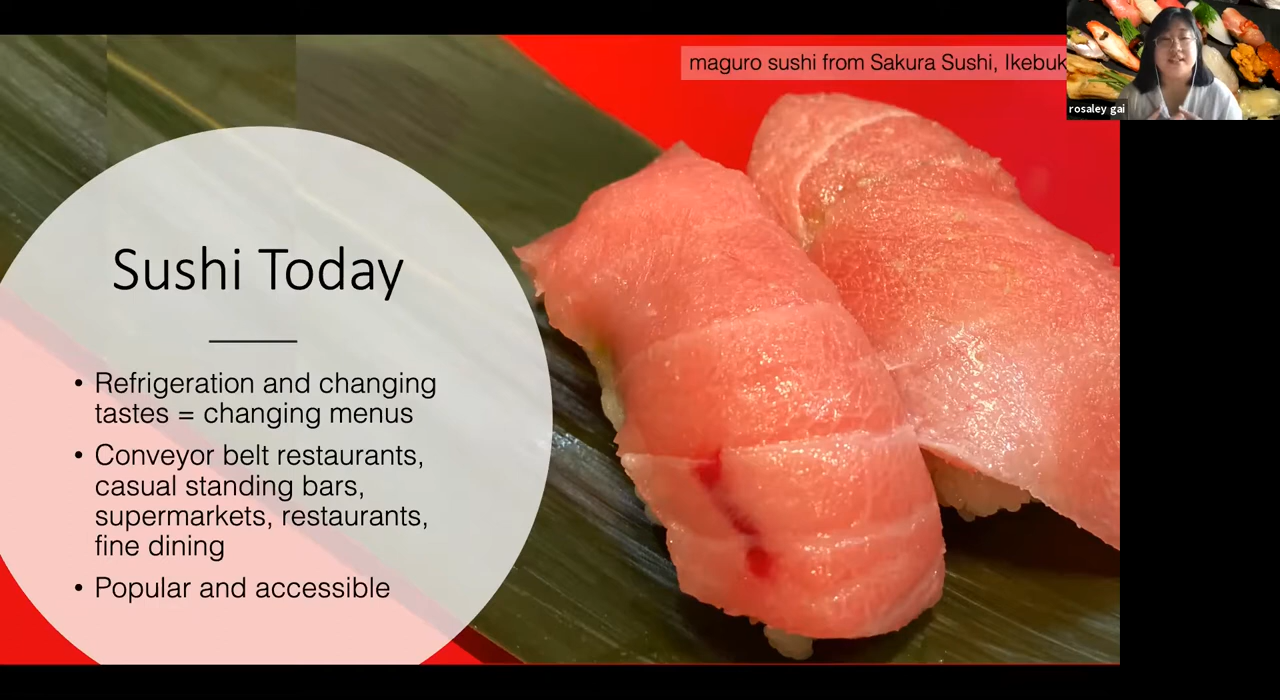 maguro sushi from Sakura Sushi, Ikebuk
rosaley gai
Sushi Today
• Refrigeration and changing
tastes = changing menus
• Conveyor belt restaurants,
casual standing bars,
supermarkets, restaurants,
fine dining
• Popular and accessible